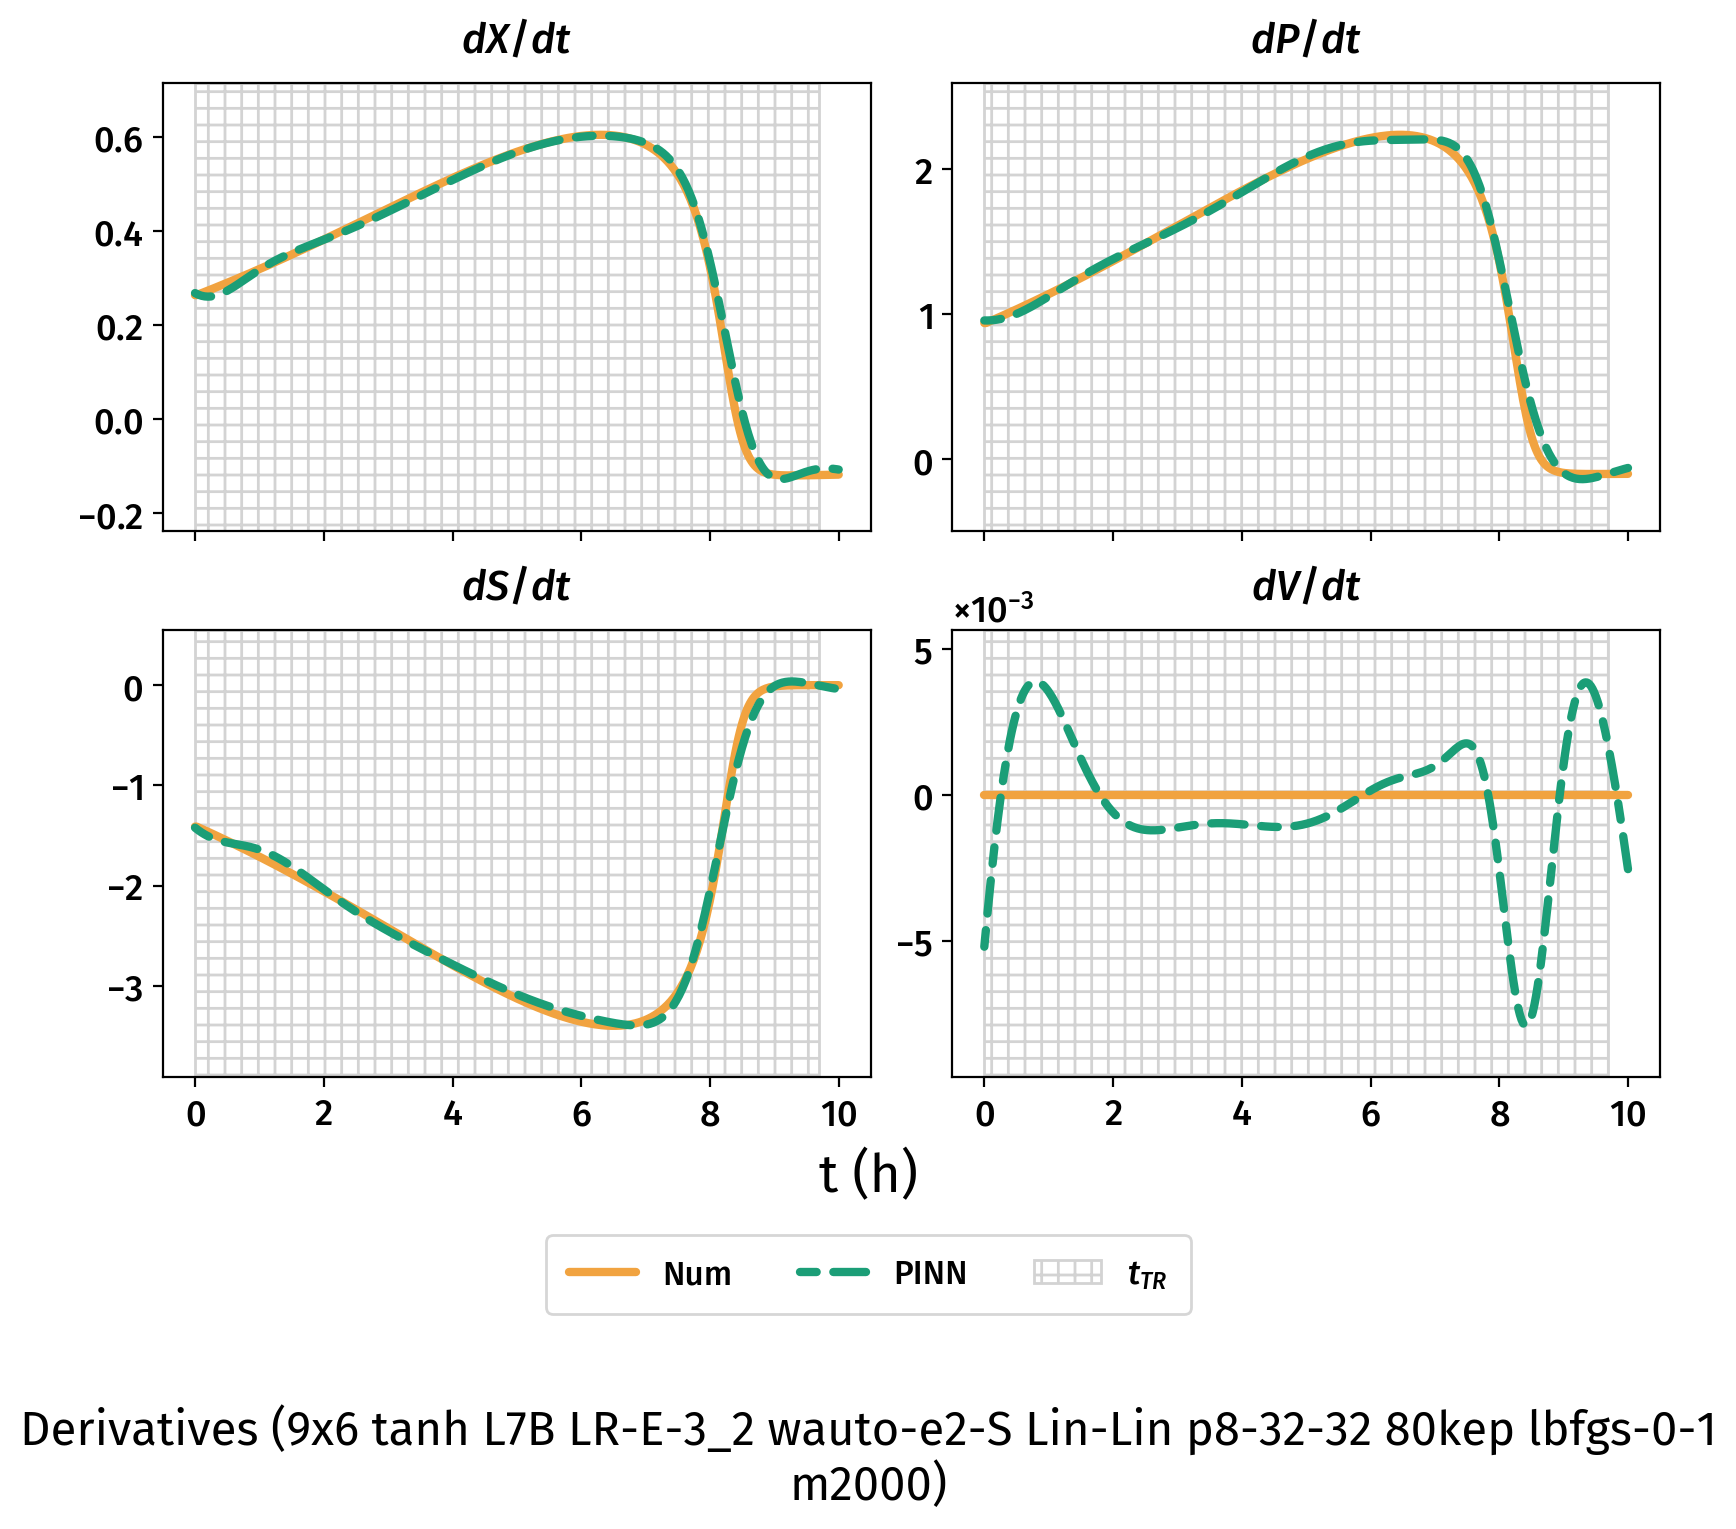 dX/dt
dP/dt
0.6
0.4
0.2
0.0
−0.2
2
1
0
dS/dt
dV/dt
×10⁻³
0
−1
−2
−3
5
0
−5
0 2 4 6 8 10
0 2 4 6 8 10
t (h)
Num PINN t_TR
Derivatives (9x6 tanh L7B LR-E-3_2 wauto-e2-S Lin-Lin p8-32-32 80kep lbfgs-0-1
m2000)